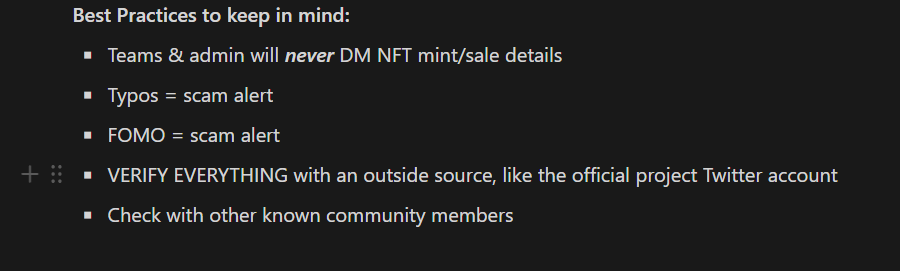 Best Practices to keep in mind:
▪ Teams & admin will never DM NFT mint/sale details
▪ Typos = scam alert
▪ FOMO = scam alert
▪ VERIFY EVERYTHING with an outside source, like the official project Twitter account
▪ Check with other known community members